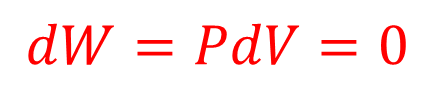 dW = PdV = 0